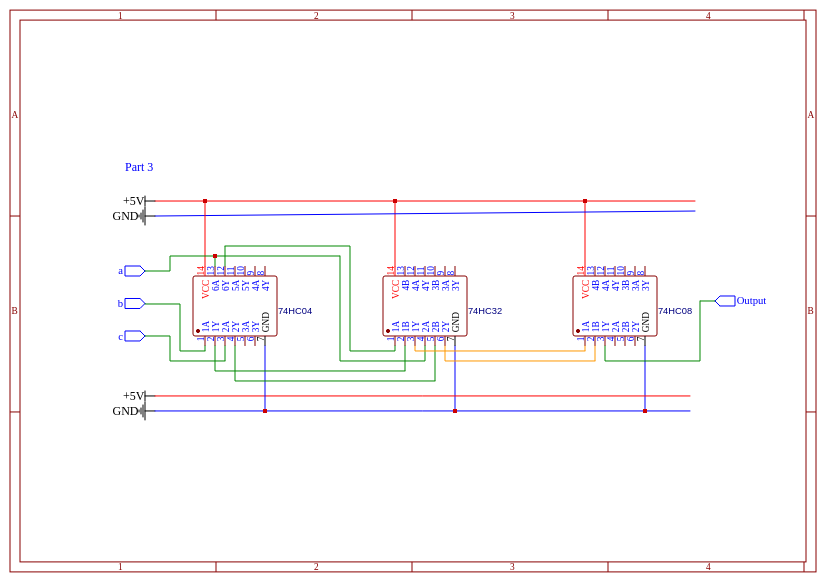 1 2 3 4
A A
Part 3
+5V
GND
a
b
c
14 13 12 11 10 9 8
VCC 6A 6Y 5A 5Y 4A 4Y
74HC04
1A 1Y 2A 2Y 3A 3Y GND
1 2 3 4 5 6 7
14 13 12 11 10 9 8
VCC 4B 4A 4Y 3B 3A 3Y
74HC32
1A 1B 1Y 2A 2B 2Y GND
1 2 3 4 5 6 7
14 13 12 11 10 9 8
VCC 4B 4A 4Y 3B 3A 3Y
74HC08
1A 1B 1Y 2A 2B 2Y GND
1 2 3 4 5 6 7
Output
B B
+5V
GND
1 2 3 4